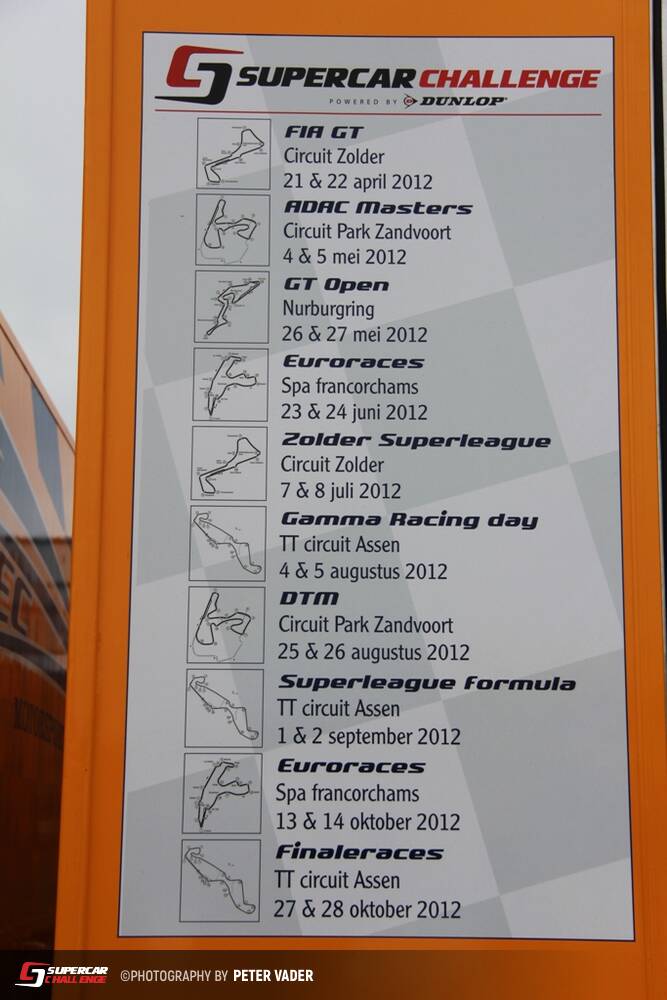 SUPERCAR CHALLENGE
POWERED BY DUNLOP
FIA GT
Circuit Zolder
21 & 22 april 2012
ADAC Masters
Circuit Park Zandvoort
4 & 5 mei 2012
GT Open
Nurburgring
26 & 27 mei 2012
Euroraces
Spa francorchams
23 & 24 juni 2012
Zolder Superleague
Circuit Zolder
7 & 8 juli 2012
Gamma Racing day
TT circuit Assen
4 & 5 augustus 2012
DTM
Circuit Park Zandvoort
25 & 26 augustus 2012
Superleague formula
TT circuit Assen
1 & 2 september 2012
Euroraces
Spa francorchams
13 & 14 oktober 2012
Finaleraces
TT circuit Assen
27 & 28 oktober 2012
SUPERCAR
CHALLENGE
©PHOTOGRAPHY BY PETER VADER